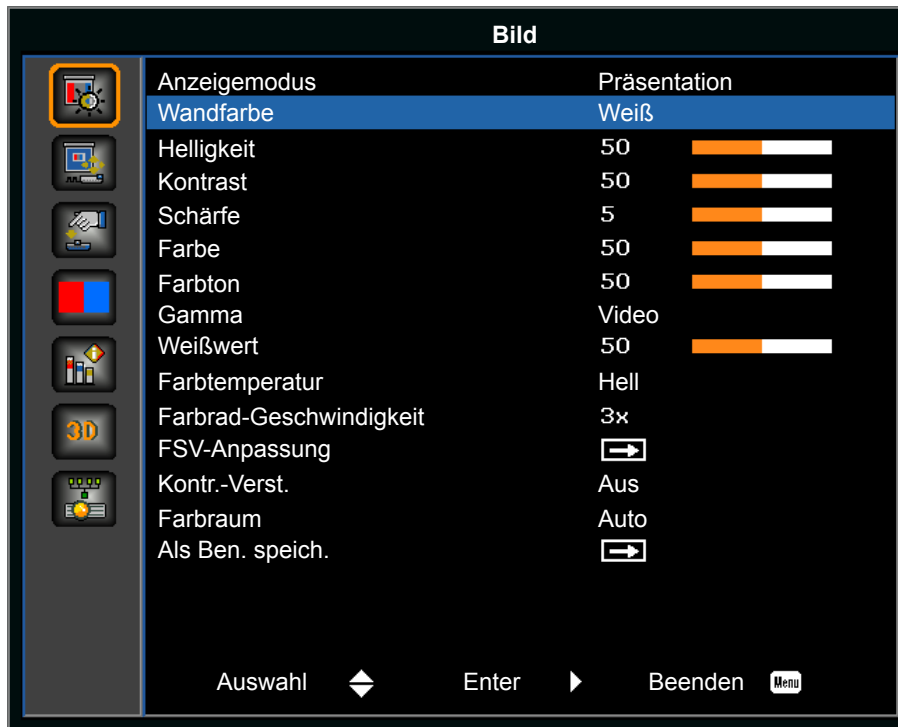 Bild
Anzeigemodus Präsentation
Wandfarbe Weiß
Helligkeit 50
Kontrast 50
Schärfe 5
Farbe 50
Farbton 50
Gamma Video
Weißwert 50
Farbtemperatur Hell
Farbrad-Geschwindigkeit 3x
FSV-Anpassung
Kontr.-Verst. Aus
Farbraum Auto
Als Ben. speich.
3D
Auswahl Enter Beenden Menu